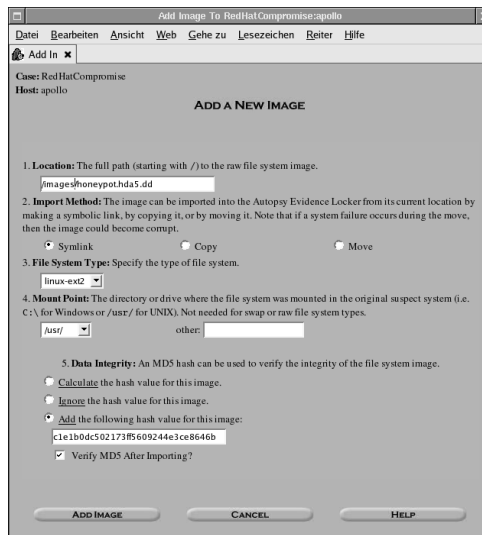 Add Image To RedHatCompromise:apollo
Datei Bearbeiten Ansicht Web Gehe zu Lesezeichen Reiter Hilfe
Add In
Case: RedHatCompromise
Host: apollo
ADD A NEW IMAGE
1. Location: The full path (starting with /) to the raw file system image.
/images/honeypot.hda5.dd
2. Import Method: The image can be imported into the Autopsy Evidence Locker from its current location by
making a symbolic link, by copying it, or by moving it. Note that if a system failure occurs during the move,
then the image could become corrupt.
Symlink Copy Move
3. File System Type: Specify the type of file system.
linux-ext2
4. Mount Point: The directory or drive where the file system was mounted in the original suspect system (i.e.
C:\ for Windows or /usr/ for UNIX). Not needed for swap or raw file system types.
/usr/ other:
5. Data Integrity: An MD5 hash can be used to verify the integrity of the file system image.
Calculate the hash value for this image.
Ignore the hash value for this image.
Add the following hash value for this image:
c1e1b0dc502173ff5609244e3ce8646b
Verify MD5 After Importing?
ADD IMAGE CANCEL HELP